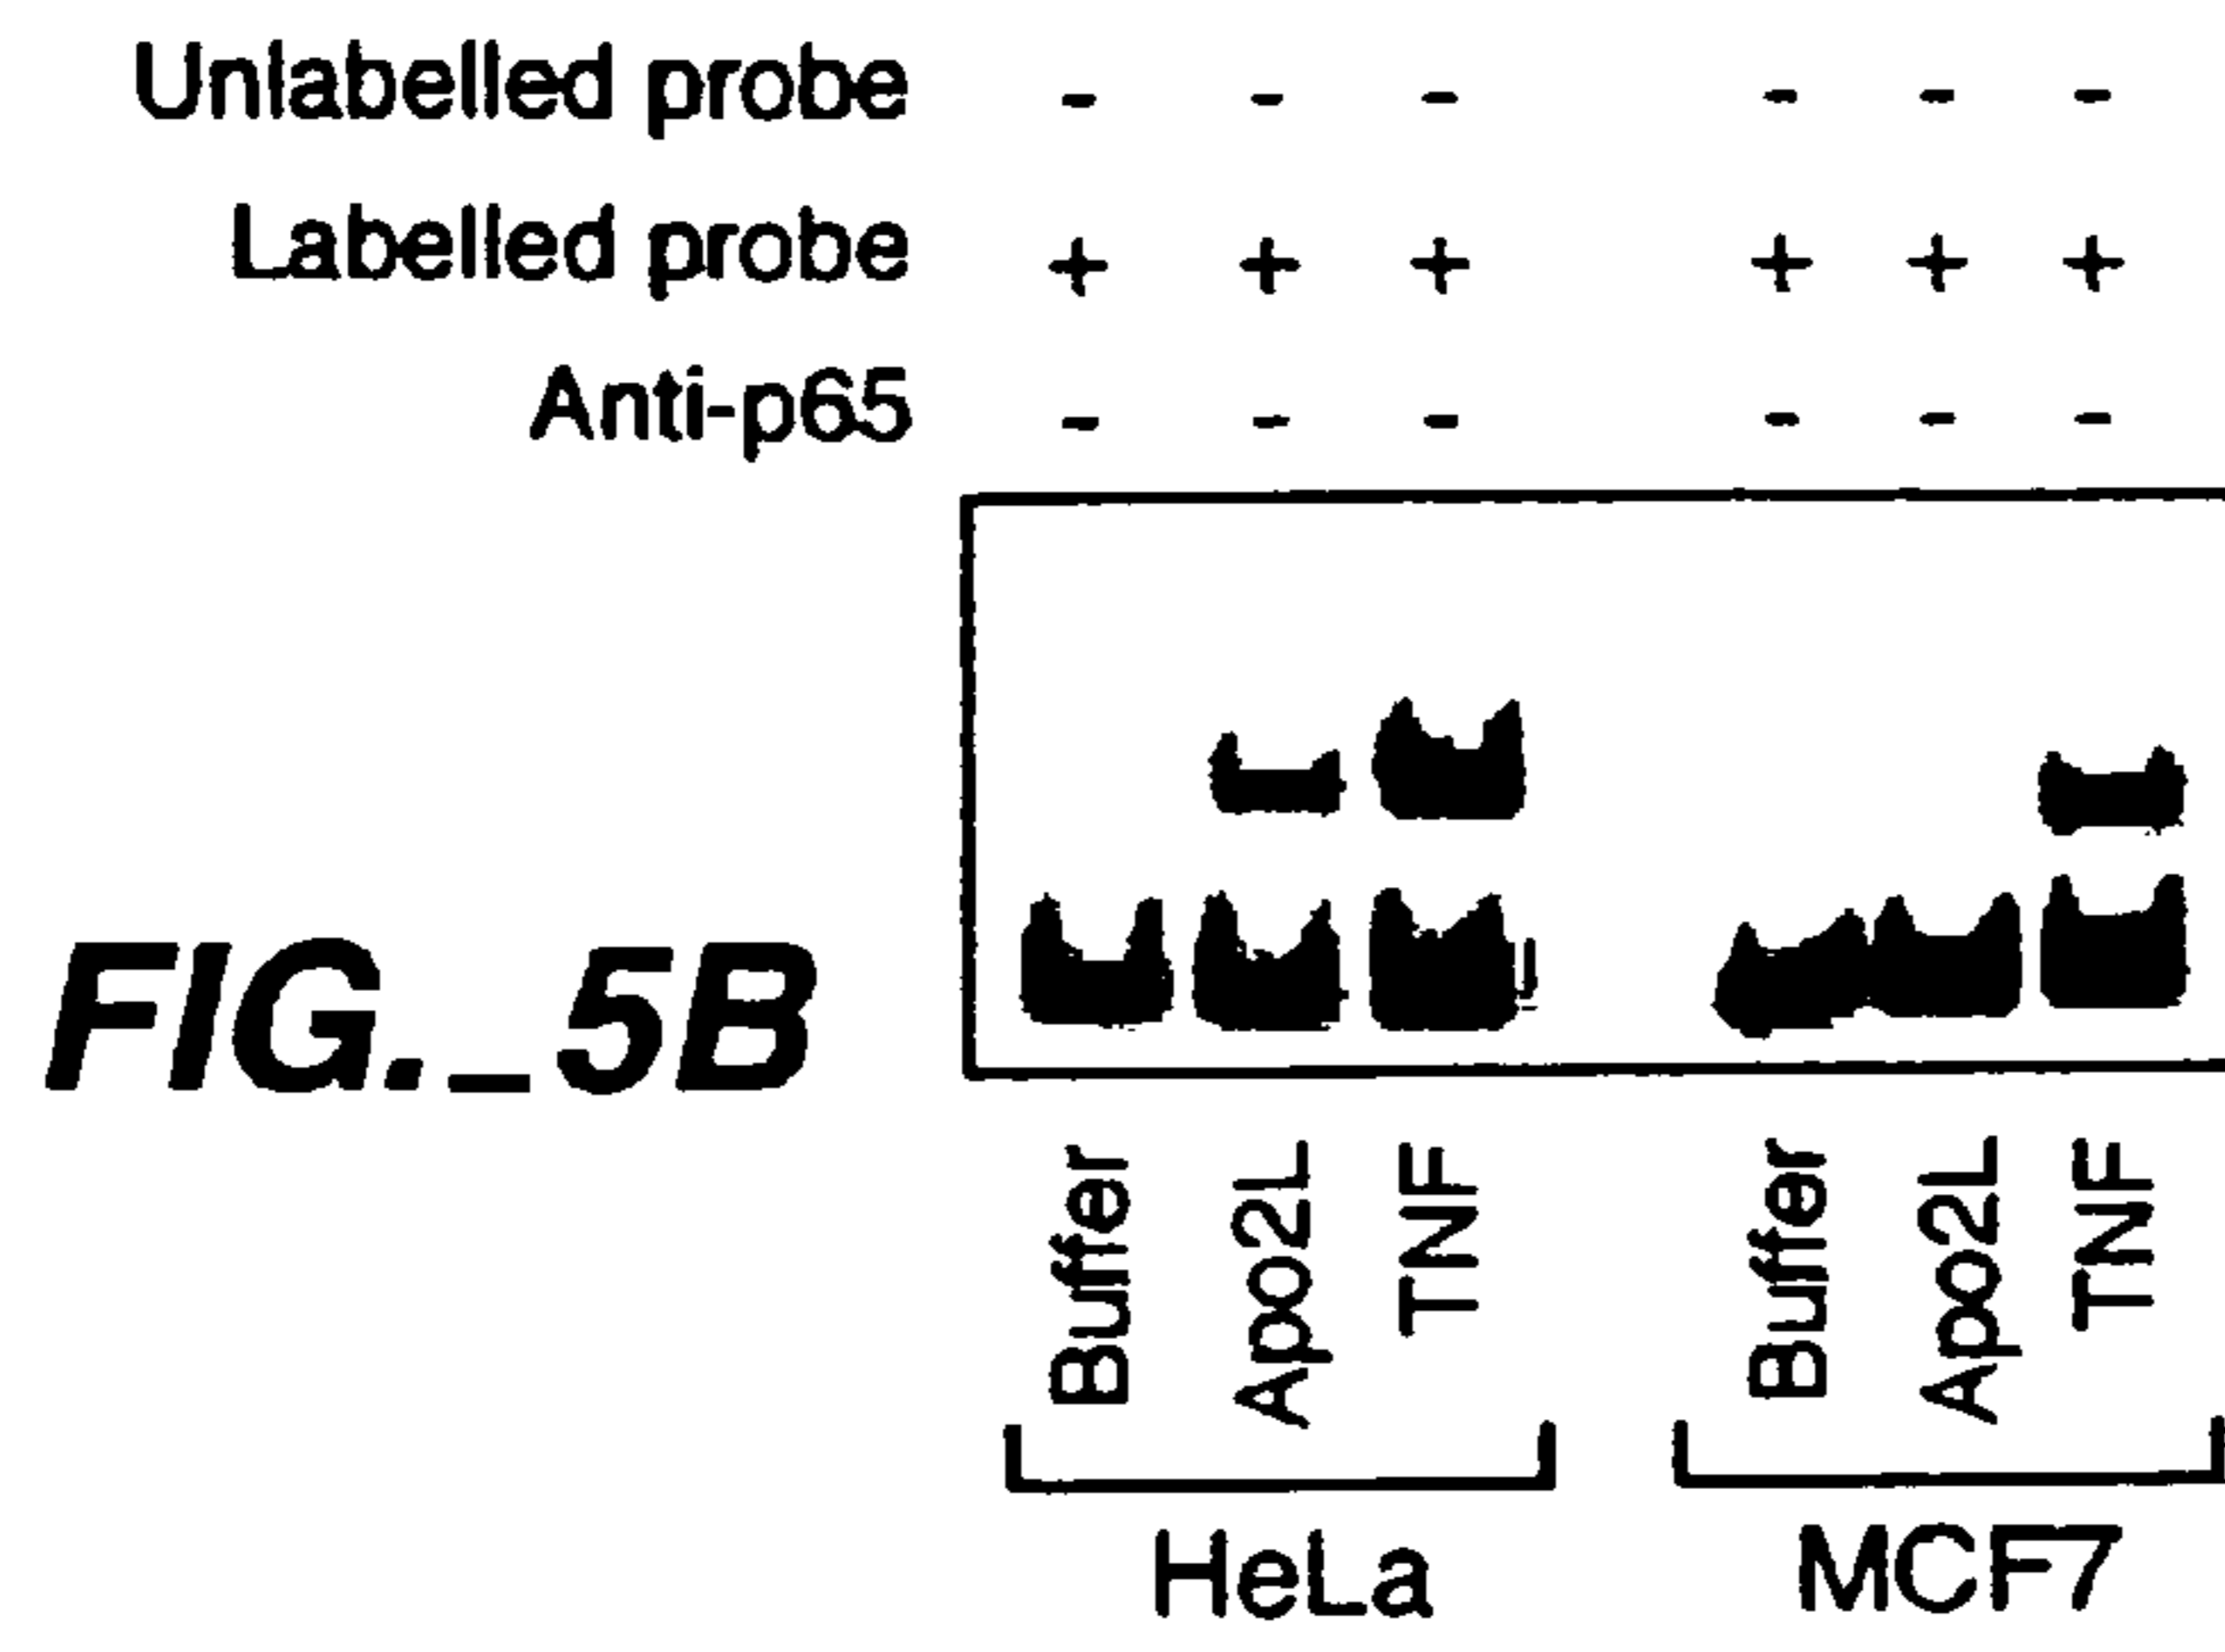 Unlabelled probe - - - - - -
Labelled probe + + + + + +
Anti-p65 - - - - - -
FIG._5B
Buffer Apo2L TNF Buffer Apo2L TNF
HeLa MCF7